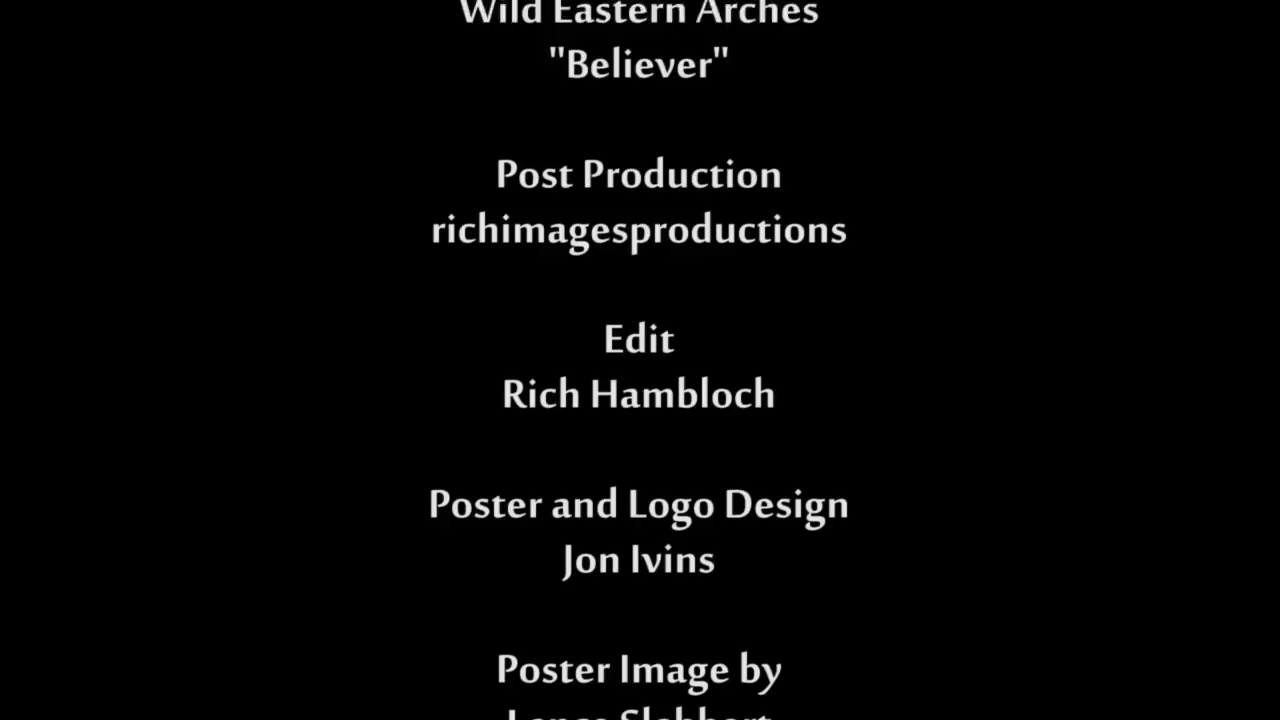 Wild Eastern Arches
"Believer"
Post Production
richimagesproductions
Edit
Rich Hambloch
Poster and Logo Design
Jon Ivins
Poster Image by